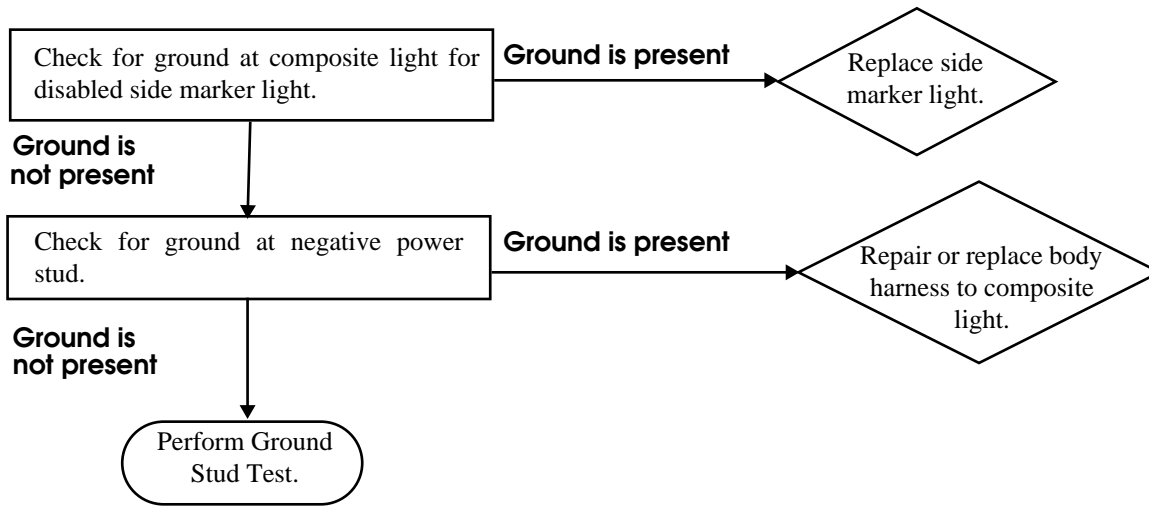 Check for ground at composite light for
disabled side marker light.
Ground is present
Replace side
marker light.
Ground is
not present
Check for ground at negative power
stud.
Ground is present
Repair or replace body
harness to composite
light.
Ground is
not present
Perform Ground
Stud Test.